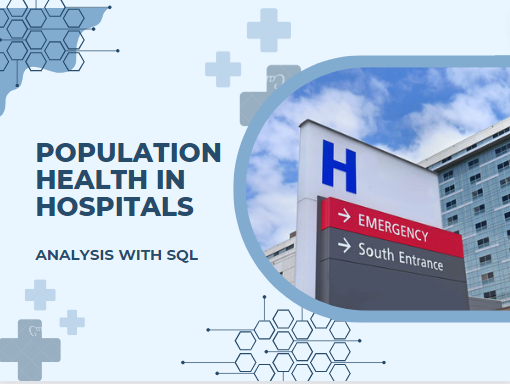 POPULATION
HEALTH IN
HOSPITALS
ANALYSIS WITH SQL
H
EMERGENCY
South Entrance